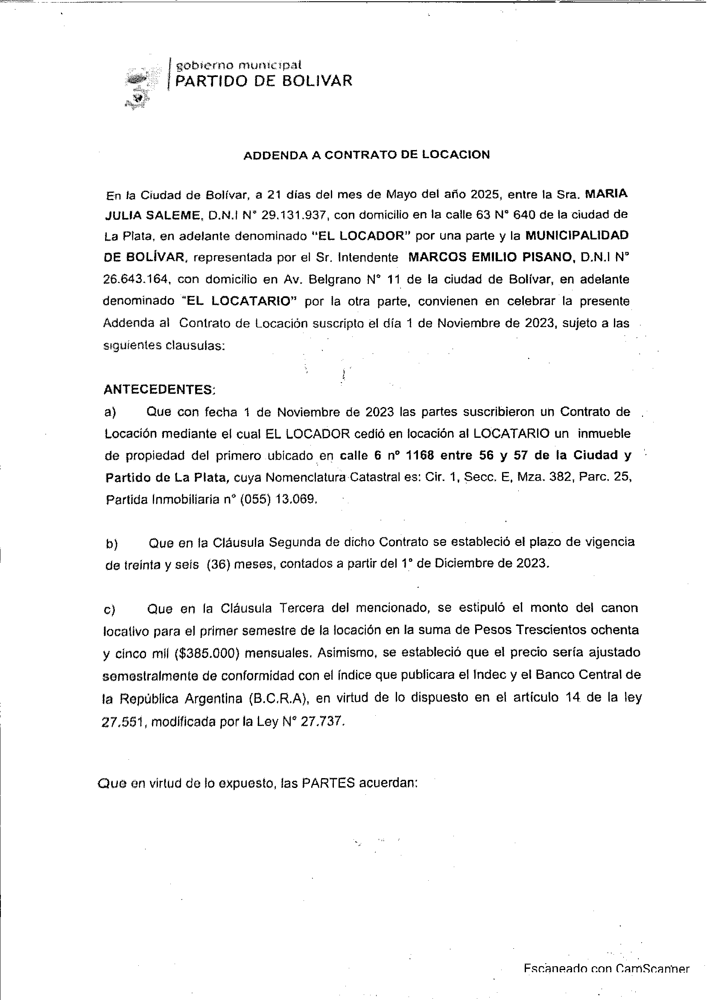 gobierno municipal
PARTIDO DE BOLIVAR
ADDENDA A CONTRATO DE LOCACION
En la Ciudad de Bolívar, a 21 días del mes de Mayo del año 2025, entre la Sra. MARIA
JULIA SALEME, D.N.I N° 29.131.937, con domicilio en la calle 63 N° 640 de la ciudad de
La Plata, en adelante denominado "EL LOCADOR" por una parte y la MUNICIPALIDAD
DE BOLÍVAR, representada por el Sr. Intendente MARCOS EMILIO PISANO, D.N.I N°
26.643.164, con domicilio en Av. Belgrano N° 11 de la ciudad de Bolívar, en adelante
denominado "EL LOCATARIO" por la otra parte, convienen en celebrar la presente
Addenda al Contrato de Locación suscripto el día 1 de Noviembre de 2023, sujeto a las
siguientes clausulas:
ANTECEDENTES:
a) Que con fecha 1 de Noviembre de 2023 las partes suscribieron un Contrato de
Locación mediante el cual EL LOCADOR cedió en locación al LOCATARIO un inmueble
de propiedad del primero ubicado en calle 6 nº 1168 entre 56 y 57 de la Ciudad y
Partido de La Plata, cuya Nomenclatura Catastral es: Cir. 1, Secc. E, Mza. 382, Parc. 25,
Partida Inmobiliaria n° (055) 13.069.
b) Que en la Cláusula Segunda de dicho Contrato se estableció el plazo de vigencia
de treinta y seis (36) meses, contados a partir del 1° de Diciembre de 2023.
c) Que en la Cláusula Tercera del mencionado, se estipuló el monto del canon
locativo para el primer semestre de la locación en la suma de Pesos Trescientos ochenta
y cinco mil ($385.000) mensuales. Asimismo, se estableció que el precio sería ajustado
semestralmente de conformidad con el índice que publicara el Indec y el Banco Central de
la República Argentina (B.C.R.A), en virtud de lo dispuesto en el artículo 14 de la ley
27.551, modificada por la Ley N° 27.737.
Que en virtud de lo expuesto, las PARTES acuerdan:
Escaneado con CamScanner